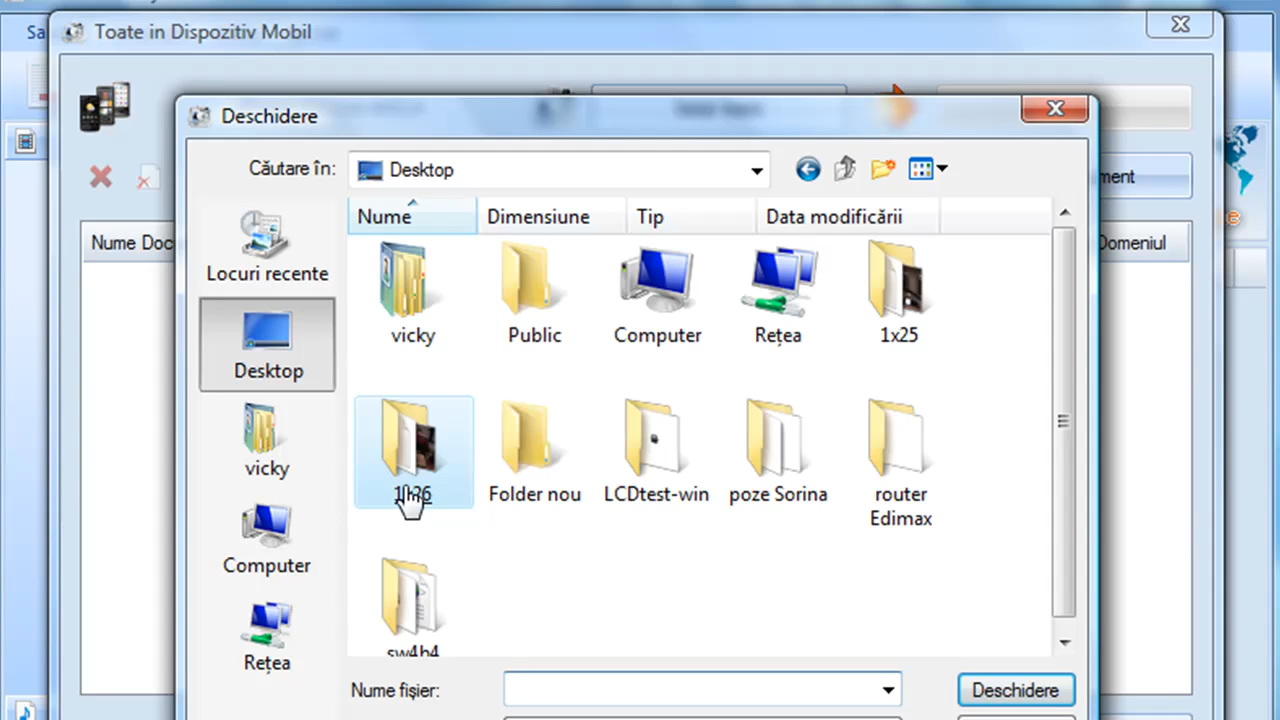 Sa
Toate in Dispozitiv Mobil
Deschidere
Căutare în:
Desktop
ment
Nume Doc
Domeniul
Nume
Dimensiune
Tip
Data modificării
Locuri recente
Desktop
vicky
Computer
Rețea
vicky
Public
Computer
Rețea
1x25
Folder nou
LCDtest-win
poze Sorina
router
Edimax
sw4b4
Nume fișier:
Deschidere